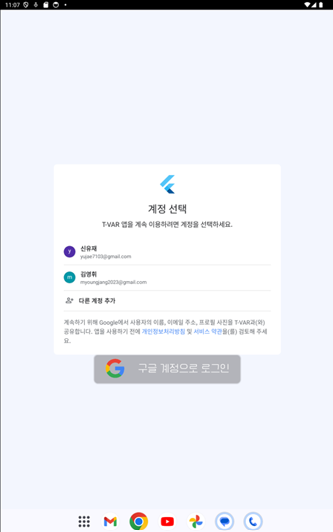 11:07
계정 선택
T-VAR 앱을 계속 이용하려면 계정을 선택하세요.
Y
신유재
yujae7103@gmail.com
m
김명휘
myoungjang2023@gmail.com
다른 계정 추가
계속하기 위해 Google에서 사용자의 이름, 이메일 주소, 프로필 사진을 T-VAR과(와)
공유합니다. 앱을 사용하기 전에 개인정보처리방침 및 서비스 약관을(를) 검토해 주세
요.
구글 계정으로 로그인